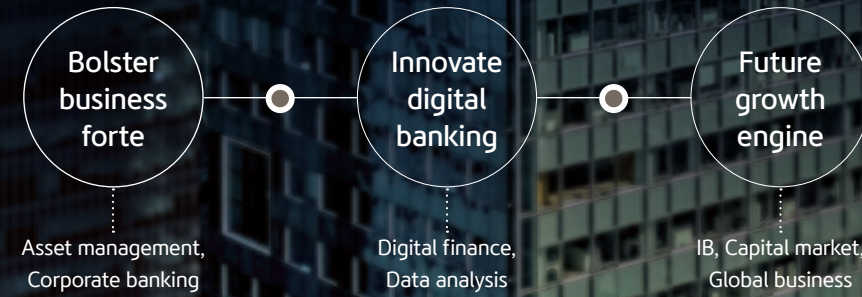 Bolster
business
forte
Innovate
digital
banking
Future
growth
engine
Asset management,
Corporate banking
Digital finance,
Data analysis
IB, Capital market,
Global business